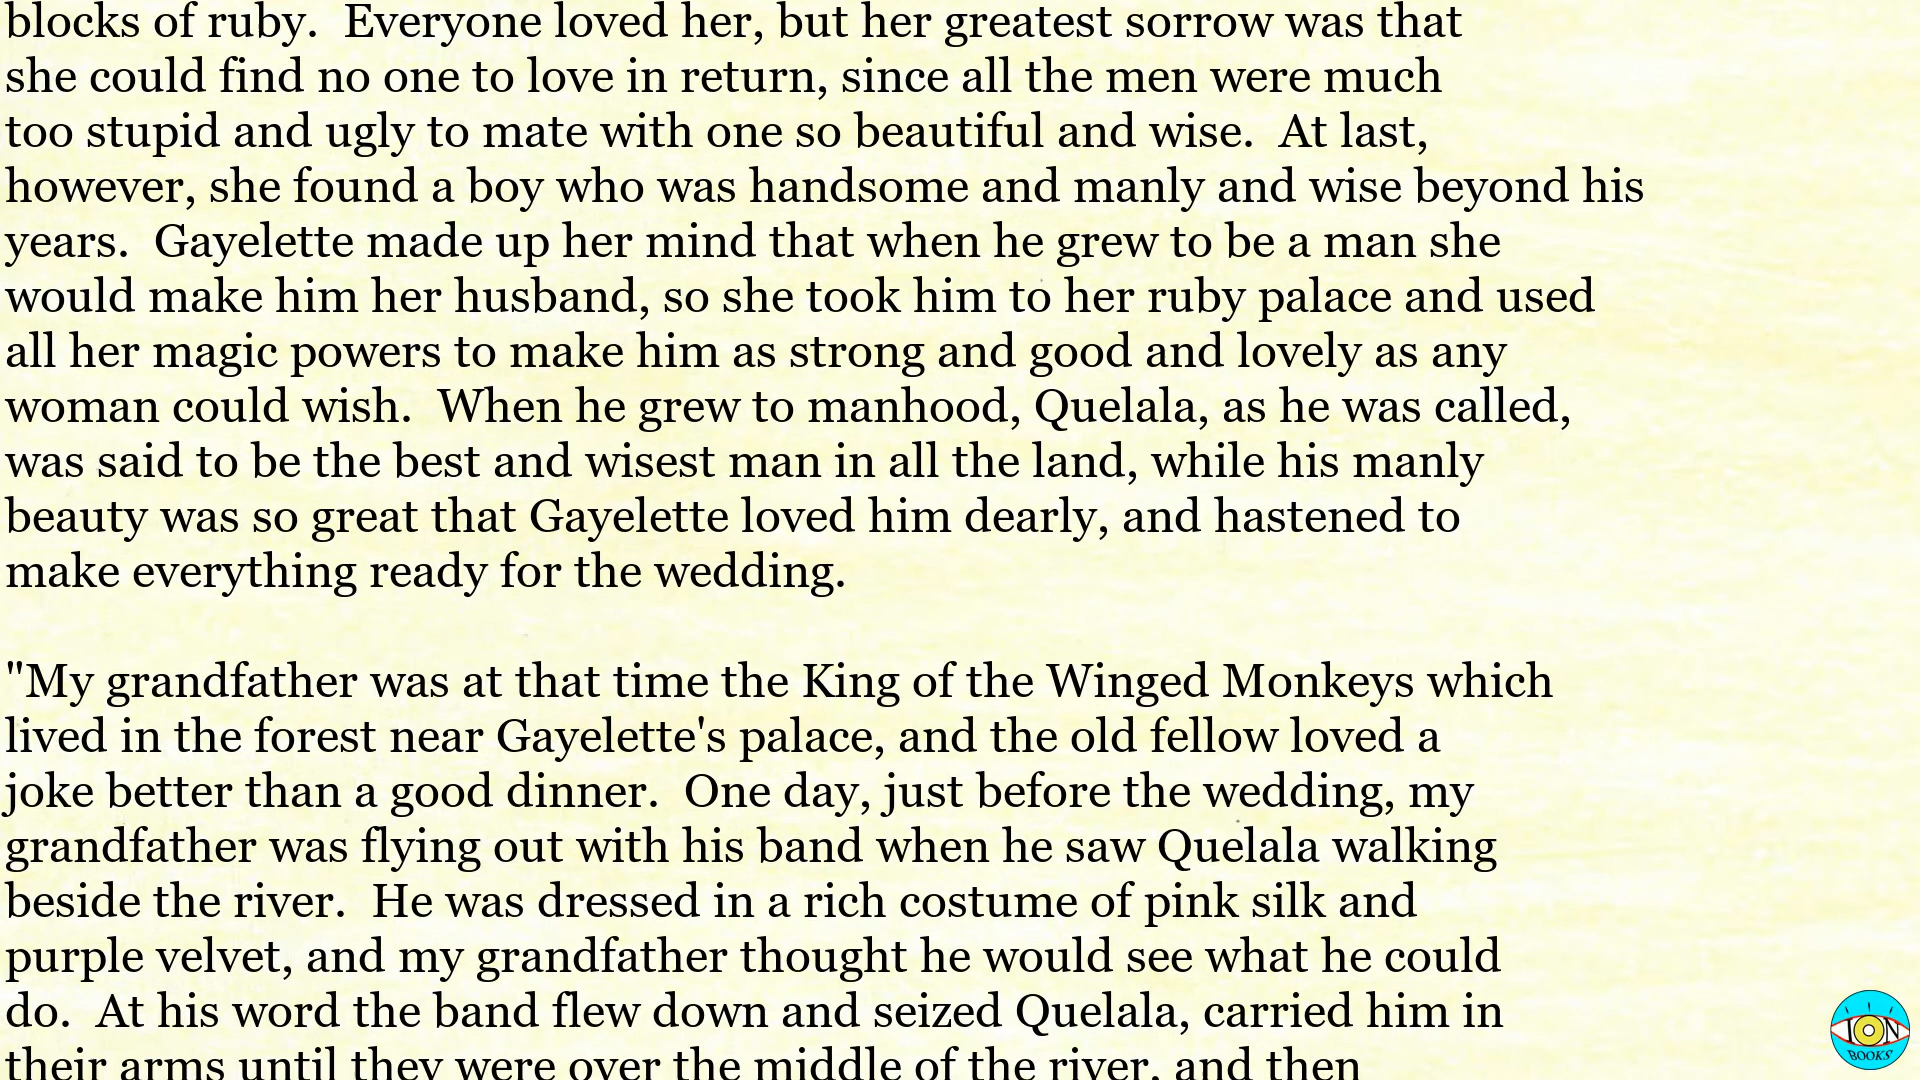 blocks of ruby.  Everyone loved her, but her greatest sorrow was that
she could find no one to love in return, since all the men were much
too stupid and ugly to mate with one so beautiful and wise.  At last,
however, she found a boy who was handsome and manly and wise beyond his
years.  Gayelette made up her mind that when he grew to be a man she
would make him her husband, so she took him to her ruby palace and used
all her magic powers to make him as strong and good and lovely as any
woman could wish.  When he grew to manhood, Quelala, as he was called,
was said to be the best and wisest man in all the land, while his manly
beauty was so great that Gayelette loved him dearly, and hastened to
make everything ready for the wedding.

"My grandfather was at that time the King of the Winged Monkeys which
lived in the forest near Gayelette's palace, and the old fellow loved a
joke better than a good dinner.  One day, just before the wedding, my
grandfather was flying out with his band when he saw Quelala walking
beside the river.  He was dressed in a rich costume of pink silk and
purple velvet, and my grandfather thought he would see what he could
do.  At his word the band flew down and seized Quelala, carried him in
their arms until they were over the middle of the river, and then
ION
BOOKS